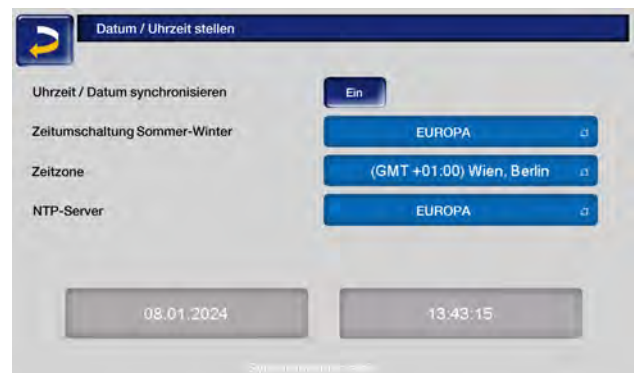 Datum / Uhrzeit stellen
Uhrzeit / Datum synchronisieren Ein
Zeitumschaltung Sommer-Winter EUROPA
Zeitzone (GMT +01:00) Wien, Berlin
NTP-Server EUROPA
08.01.2024 13:43:15